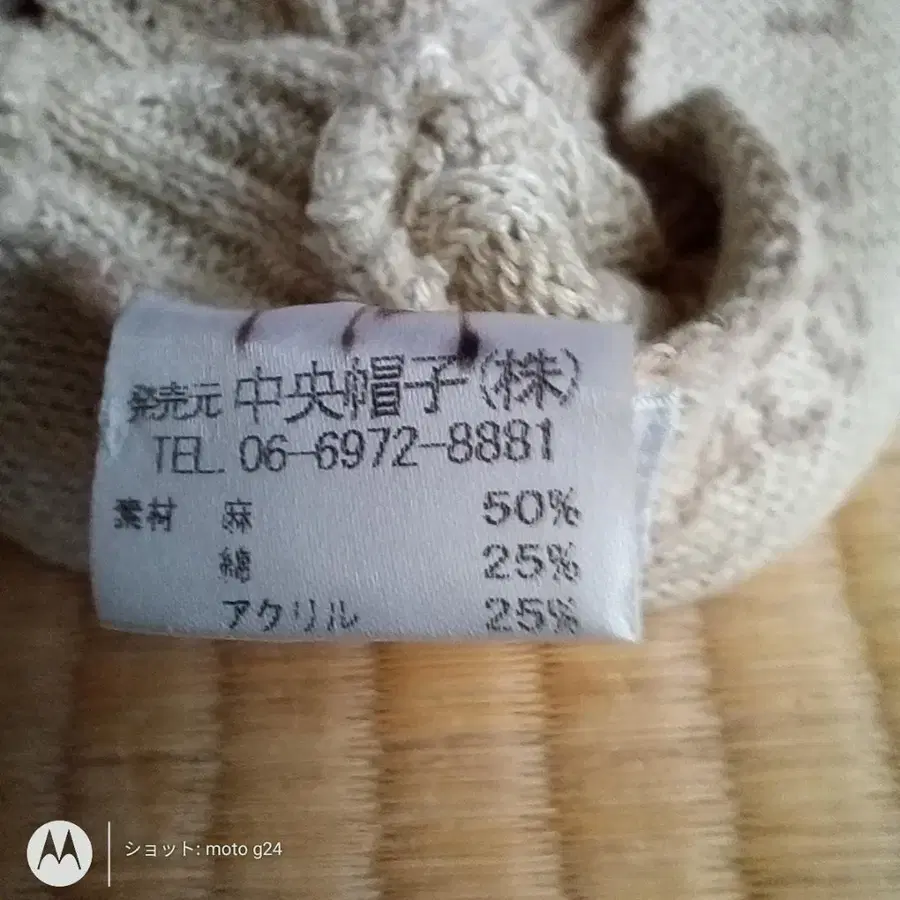 発売元 中央帽子(株)
TEL. 06-6972-8881
素材 麻 50%
綿 25%
アクリル 25%
ショット: moto g24